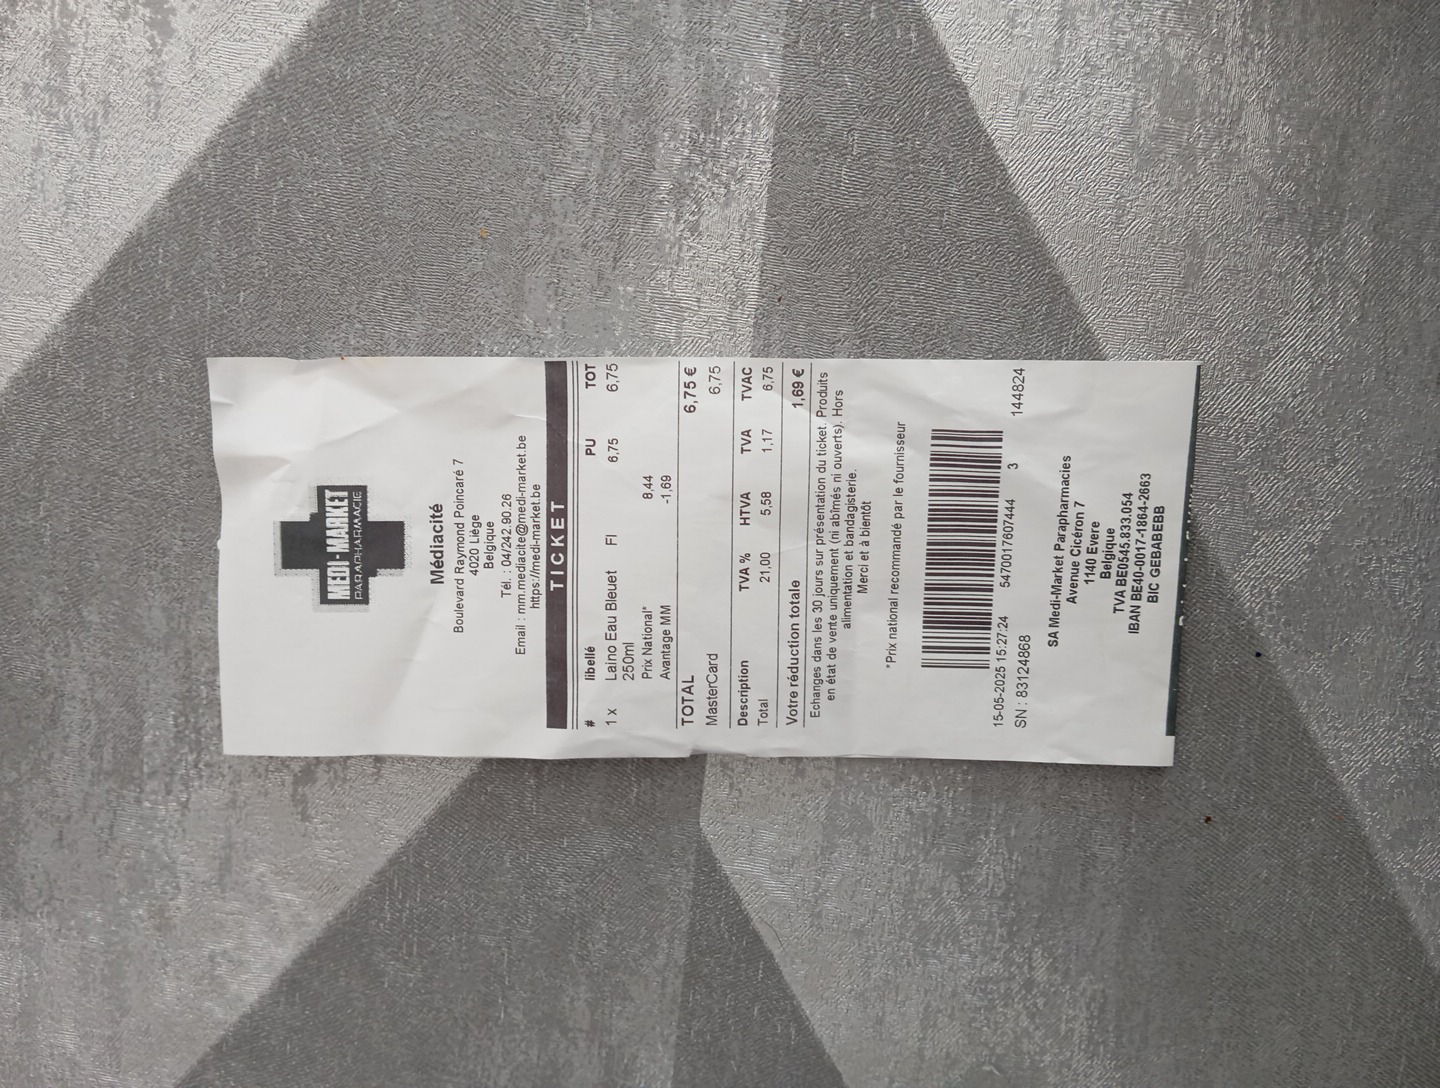 MEDI-MARKET
PARAPHARMACIE
Médiacité
Boulevard Raymond Poincaré 7
4020 Liège
Belgique
Tél. : 04/242.90.26
Email : mm.mediacite@medi-market.be
https://medi-market.be
TICKET
# libellé PU TOT
1 x Laino Eau Bleuet Fl 6,75 6,75
250ml
Prix National* 8,44
Avantage MM -1,69
TOTAL 6,75 €
MasterCard 6,75
Description TVA % HTVA TVA TVAC
Total 21,00 5,58 1,17 6,75
Votre réduction totale 1,69 €
Echanges dans les 30 jours sur présentation du ticket. Produits
en état de vente uniquement (ni abîmés ni ouverts). Hors
alimentation et bandagisterie.
Merci et à bientôt
*Prix national recommandé par le fournisseur
15-05-2025 15:27:24 5470017607444 3 144824
SN : 83124868
SA Medi-Market Parapharmacies
Avenue Cicéron 7
1140 Evere
Belgique
TVA BE0545.833.054
IBAN BE40-0017-1864-2663
BIC GEBABEBB